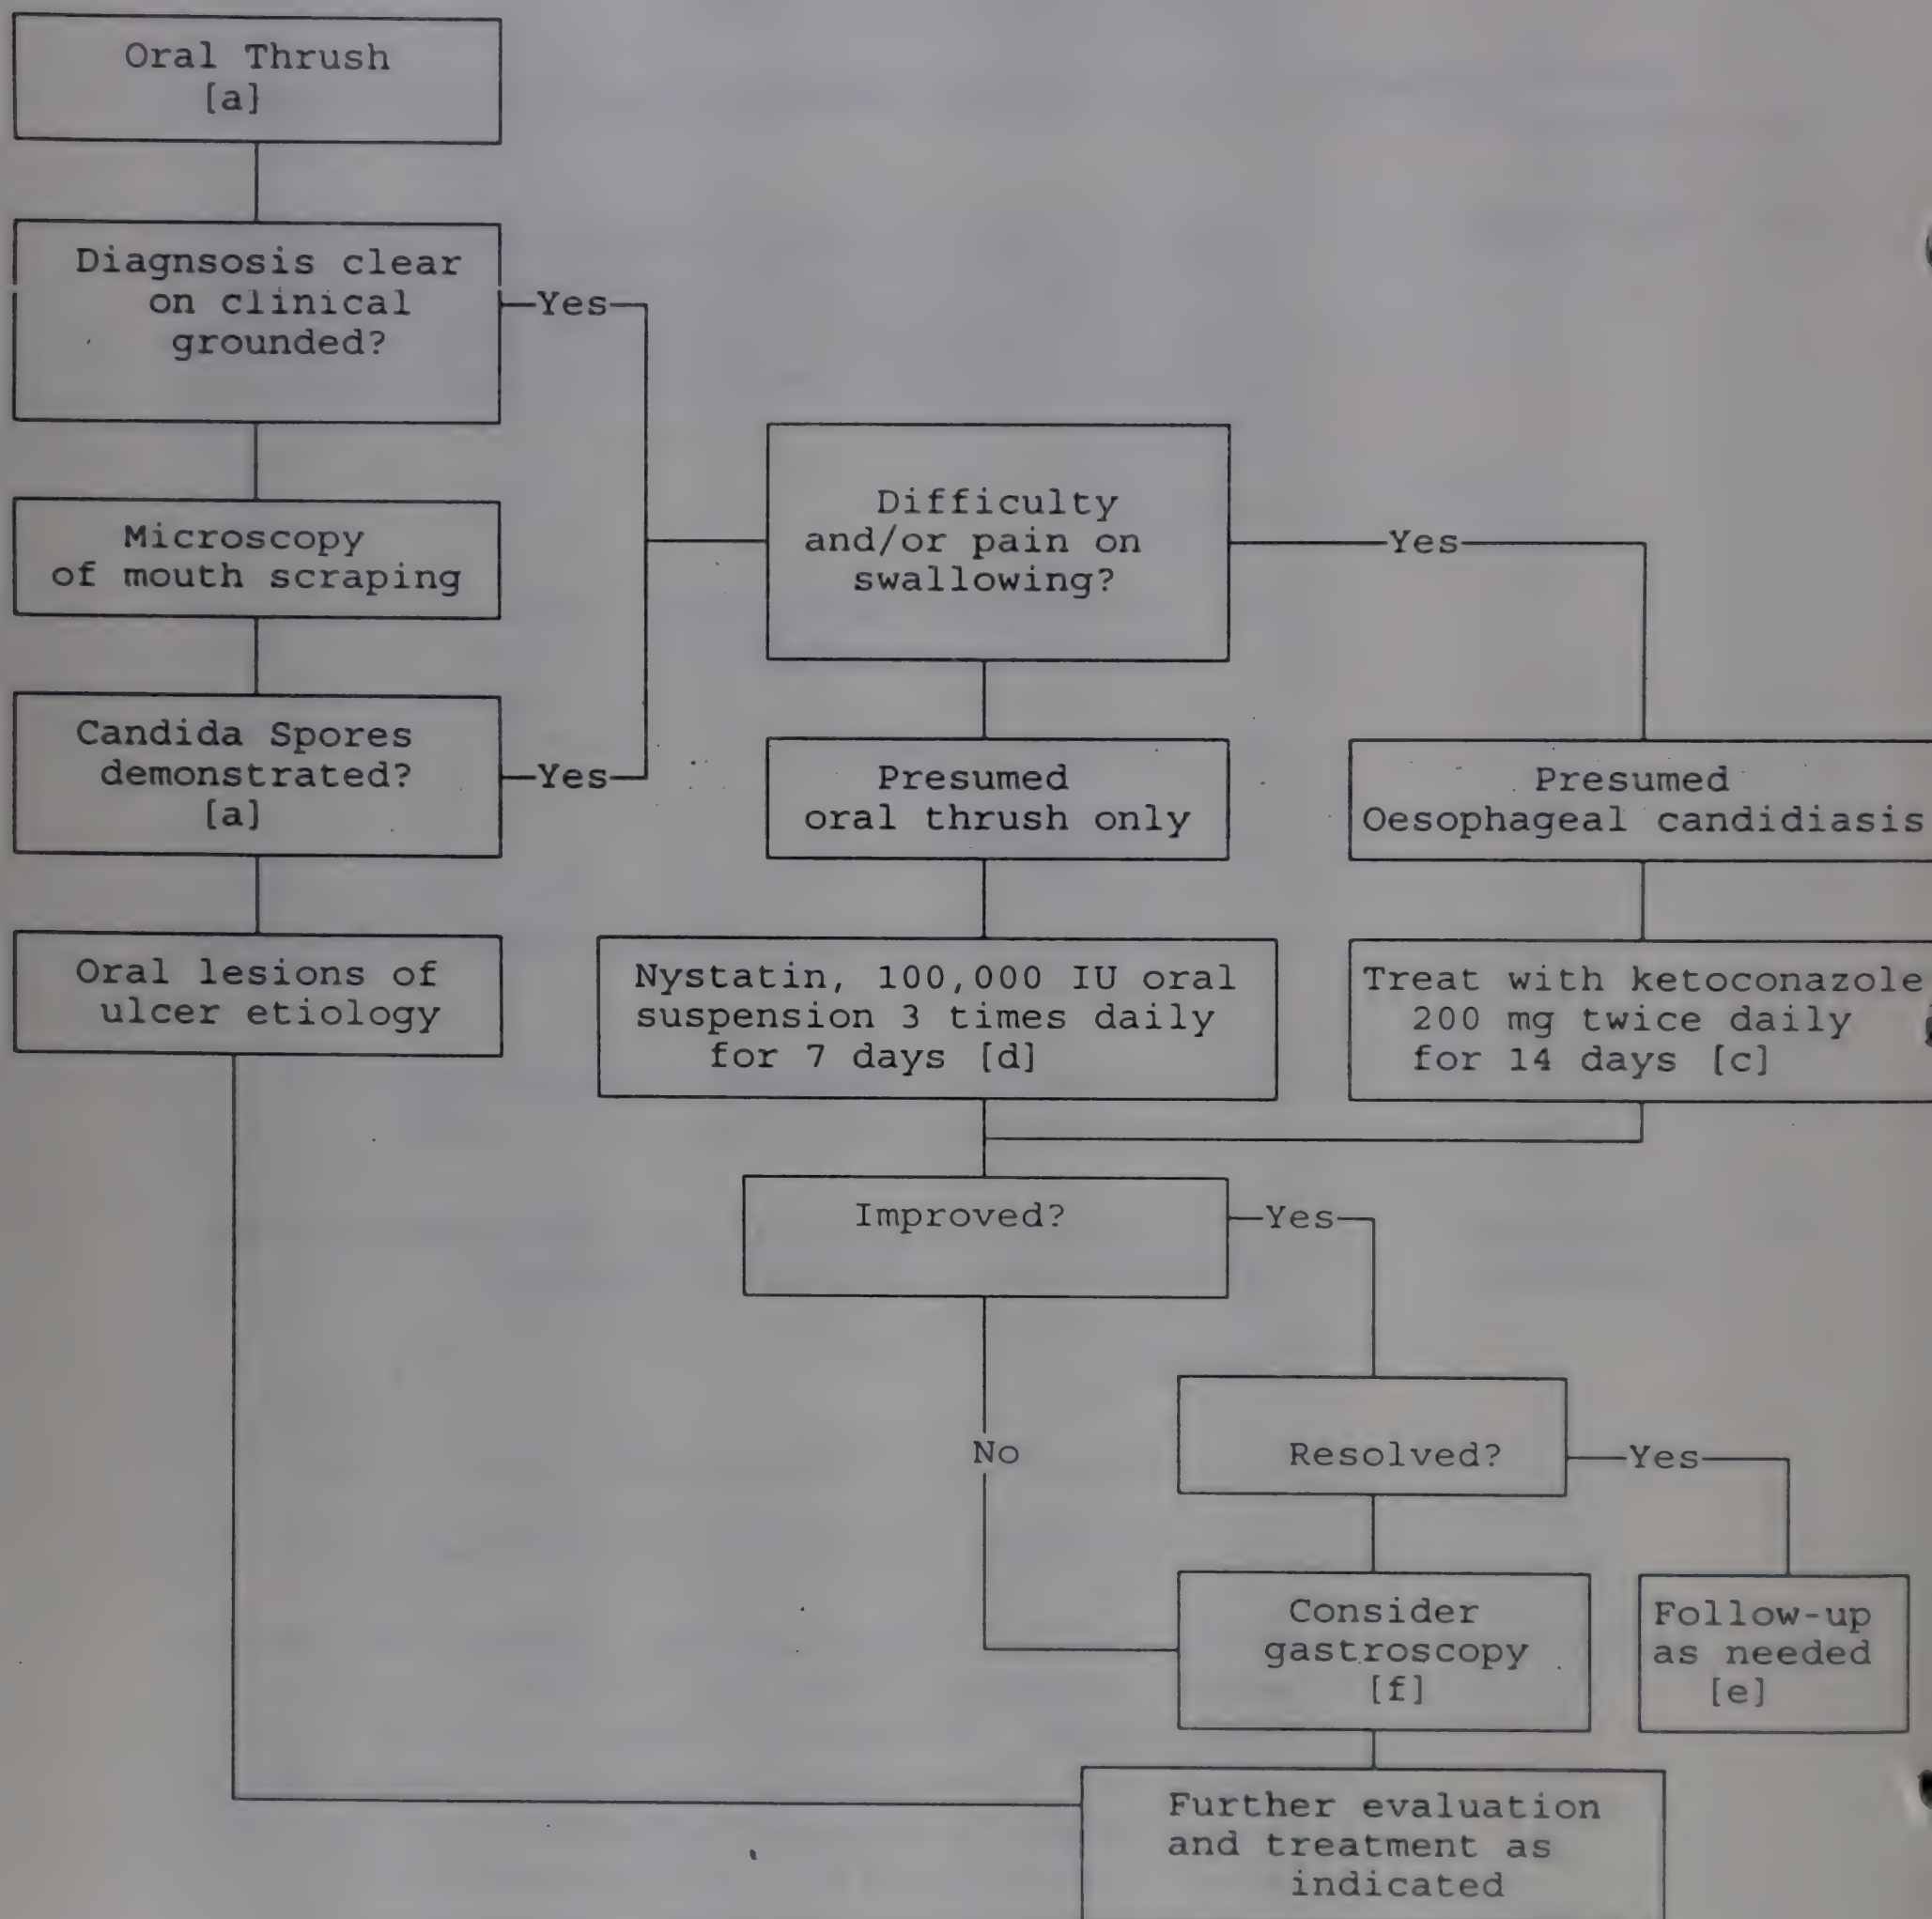 Oral Thrush
[a]
Diagnsosis clear
on clinical
grounded?
Yes
Microscopy
of mouth scraping
Candida Spores
demonstrated?
[a]
Yes
Oral lesions of
ulcer etiology
Difficulty
and/or pain on
swallowing?
Yes
Presumed
oral thrush only
Presumed
Oesophageal candidiasis
Nystatin, 100,000 IU oral
suspension 3 times daily
for 7 days [d]
Treat with ketoconazole
200 mg twice daily
for 14 days [c]
Improved?
Yes
No
Resolved?
Yes
Consider
gastroscopy
[f]
Follow-up
as needed
[e]
Further evaluation
and treatment as
indicated